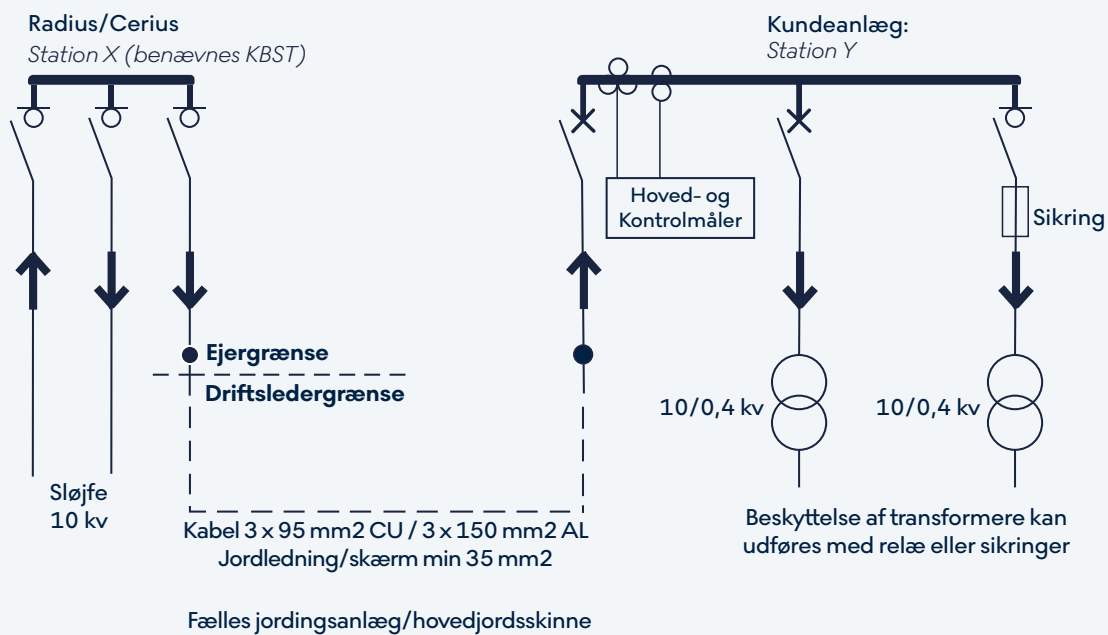 Radius/Cerius
Station X (benævnes KBST)
Kundeanlæg:
Station Y
Hoved- og
Kontrolmåler
Sikring
Ejergrænse
Driftsledergrænse
10/0,4 kv
10/0,4 kv
Sløjfe
10 kv
Kabel 3 x 95 mm2 CU / 3 x 150 mm2 AL
Jordledning/skærm min 35 mm2
Beskyttelse af transformere kan
udføres med relæ eller sikringer
Fælles jordingsanlæg/hovedjordsskinne